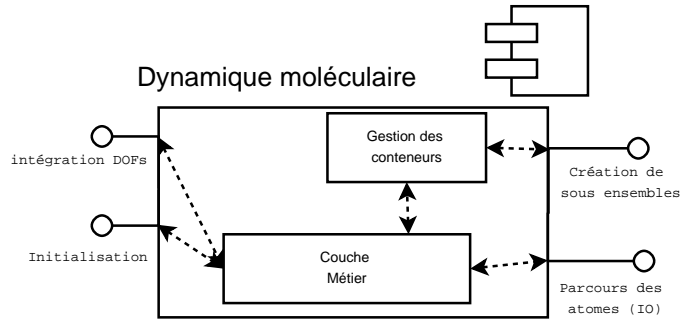 Dynamique moléculaire
Gestion des
conteneurs
intégration DOFs
Création de
sous ensembles
Initialisation
Couche
Métier
Parcours des
atomes (IO)